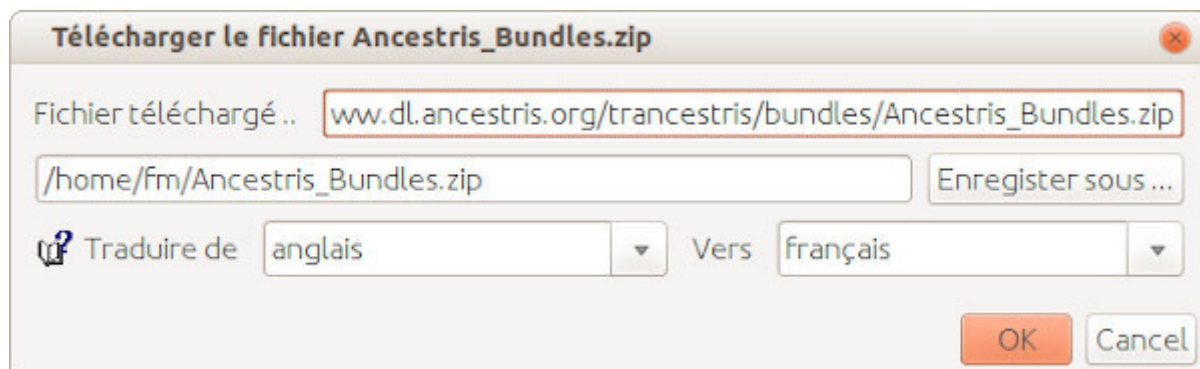 Télécharger le fichier Ancestris_Bundles.zip
Fichier téléchargé .. ww.dl.ancestris.org/trancestris/bundles/Ancestris_Bundles.zip
/home/fm/Ancestris_Bundles.zip Enregister sous ...
Traduire de anglais Vers français
OK Cancel